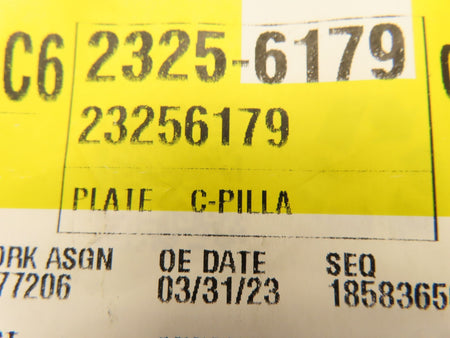 C6 2325-6179
23256179
PLATE C-PILLA
ORK ASGN OE DATE SEQ
77206 03/31/23 1858365